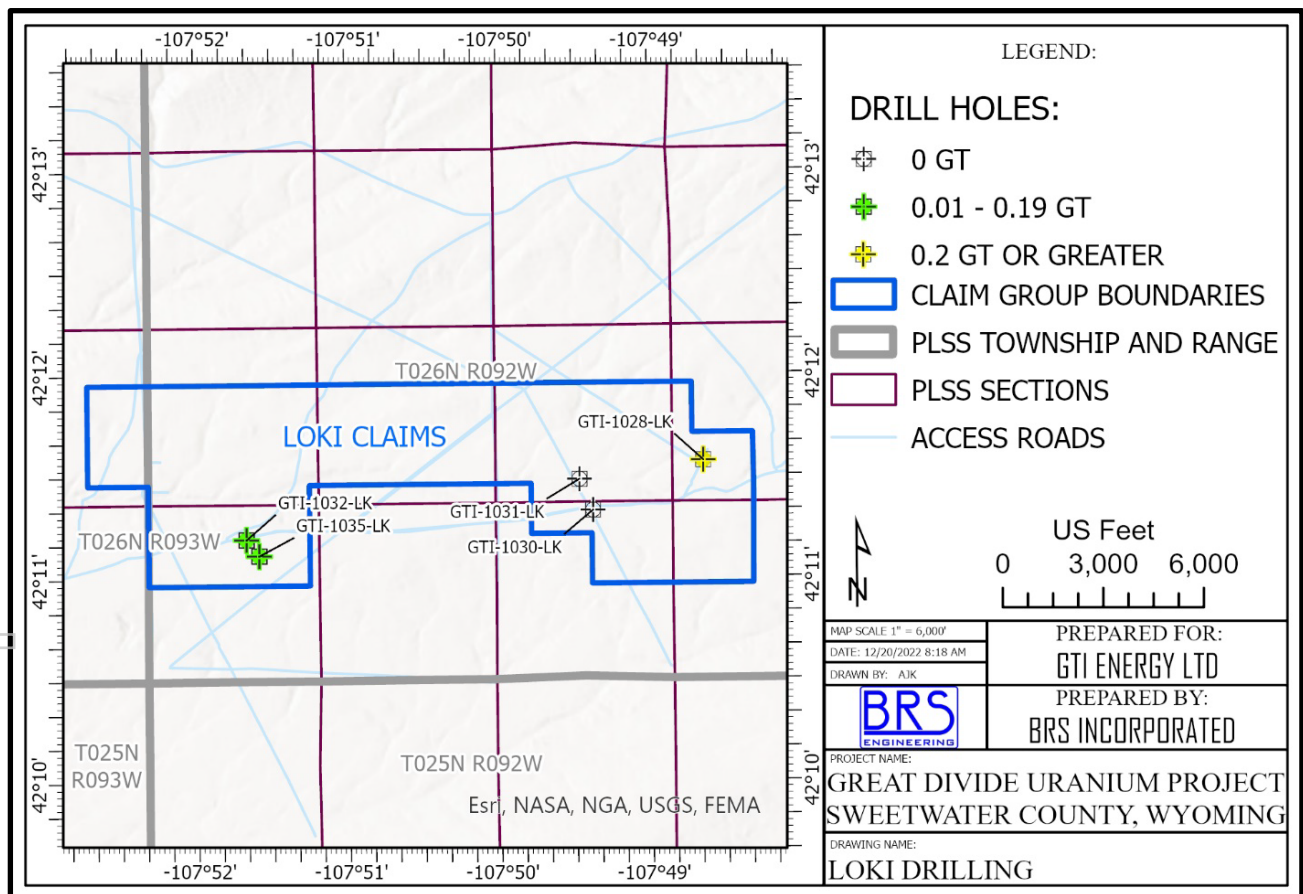 -107°52' -107°51' -107°50' -107°49'
42°13'
42°13'
42°12'
42°12'
T026N R092W
GTI-1028-LK
LOKI CLAIMS
GTI-1032-LK
GTI-1031-LK
GTI-1035-LK
T026N R093W
GTI-1030-LK
42°11'
42°11'
T025N
R093W
T025N R092W
42°10'
42°10'
Esri, NASA, NGA, USGS, FEMA
-107°52' -107°51' -107°50' -107°49'
LEGEND:
DRILL HOLES:
0 GT
0.01 - 0.19 GT
0.2 GT OR GREATER
CLAIM GROUP BOUNDARIES
PLSS TOWNSHIP AND RANGE
PLSS SECTIONS
ACCESS ROADS
N
US Feet
0 3,000 6,000
MAP SCALE 1" = 6,000'
DATE: 12/20/2022 8:18 AM
DRAWN BY: AJK
PREPARED FOR:
GTI ENERGY LTD
BRS
ENGINEERING
PREPARED BY:
BRS INCORPORATED
PROJECT NAME:
GREAT DIVIDE URANIUM PROJECT
SWEETWATER COUNTY, WYOMING
DRAWING NAME:
LOKI DRILLING